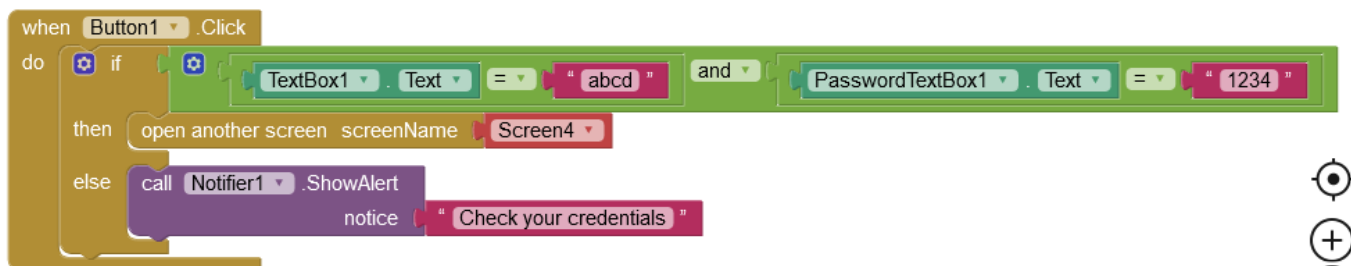 when Button1 .Click
do if TextBox1 . Text = " abcd " and PasswordTextBox1 . Text = " 1234 "
then open another screen screenName Screen4
else call Notifier1 .ShowAlert
notice " Check your credentials "